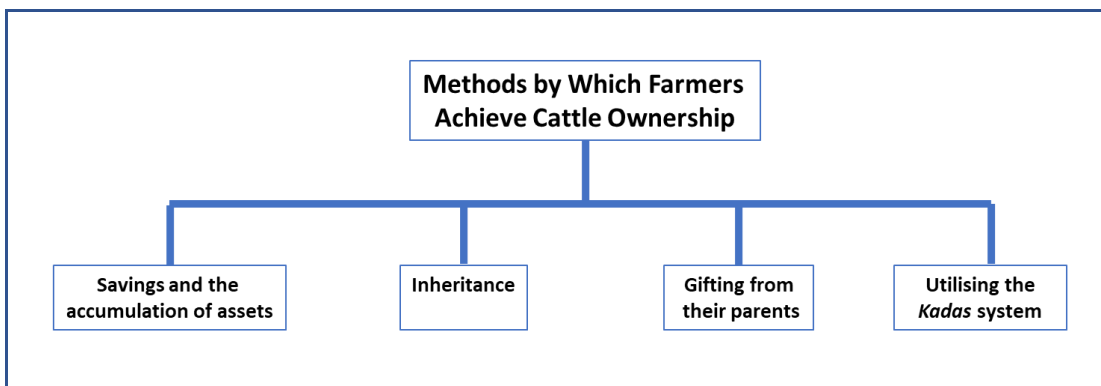 Methods by Which Farmers
Achieve Cattle Ownership
Savings and the
accumulation of assets
Inheritance
Gifting from
their parents
Utilising the
Kadas system